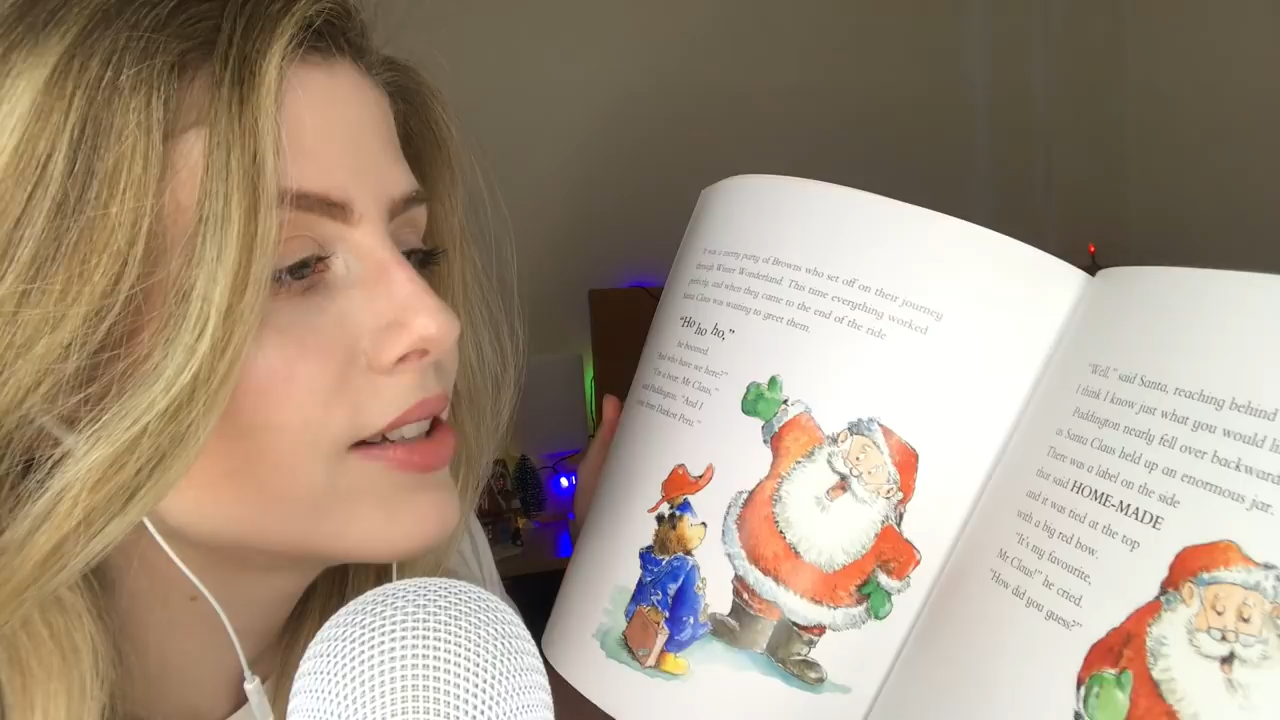 It was a merry party of Browns who set off on their journey
through Winter Wonderland. This time everything worked
perfectly, and when they came to the end of the ride
Santa Claus was waiting to greet them.
"Ho ho ho,"
he boomed.
"And who have we here?"
"I'm a bear, Mr Claus,"
said Paddington. "And I
from Darkest Peru."
"Well," said Santa, reaching behind
I think I know just what you would
Paddington nearly fell over backwards
as Santa Claus held up an enormous jar.
There was a label on the side
that said HOME-MADE
and it was tied at the top
with a big red bow.
"It's my favourite,
Mr Claus!" he cried.
"How did you guess?"